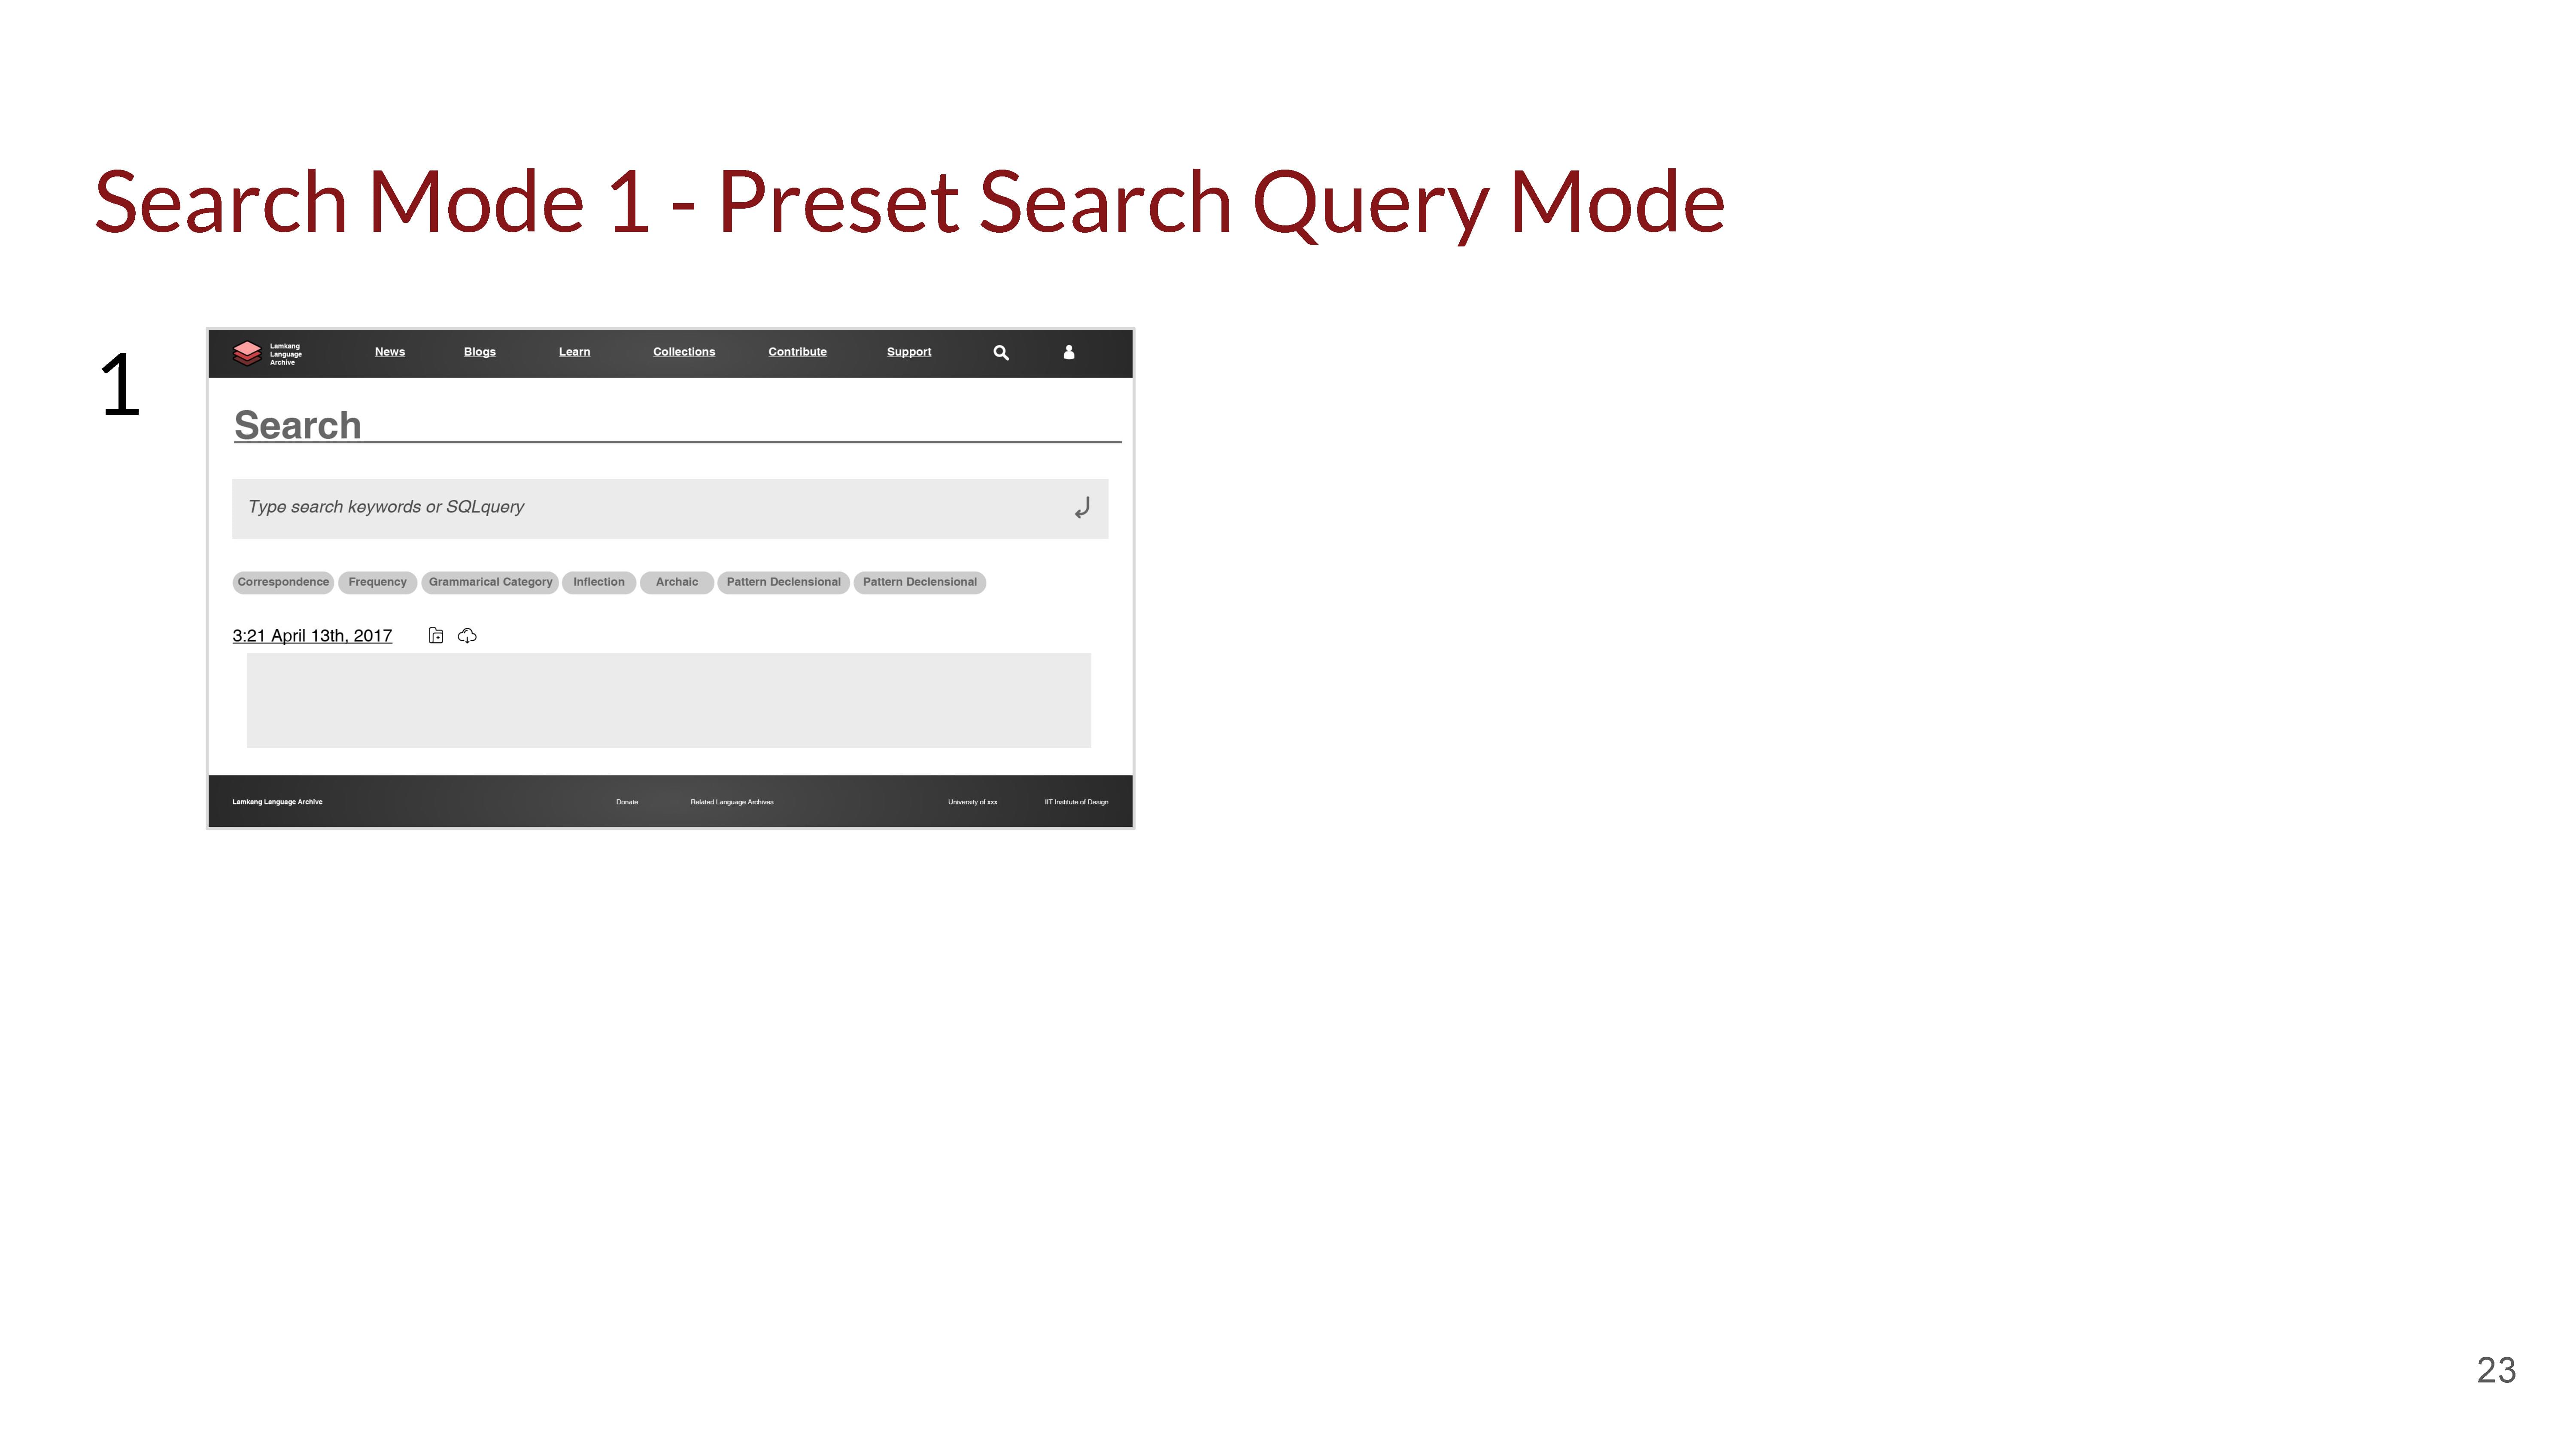 Search Mode 1 - Preset Search Query Mode
1
Lamkang
Language
Archive
News Blogs Learn Collections Contribute Support
Search
Type search keywords or SQLquery
Correspondence Frequency Grammarical Category Inflection Archaic Pattern Declensional Pattern Declensional
3:21 April 13th, 2017
Lamkang Language Archive Donate Related Language Archives University of xxx IIT Institute of Design
23